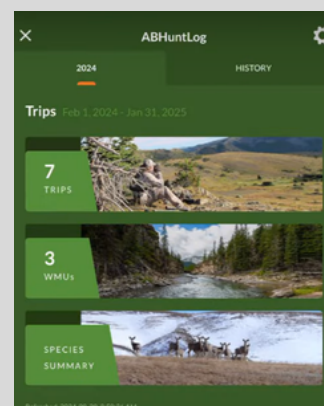 ABHuntLog
2024 HISTORY
Trips Feb 1, 2024 - Jan 31, 2025
7
TRIPS
3
WMUs
SPECIES
SUMMARY